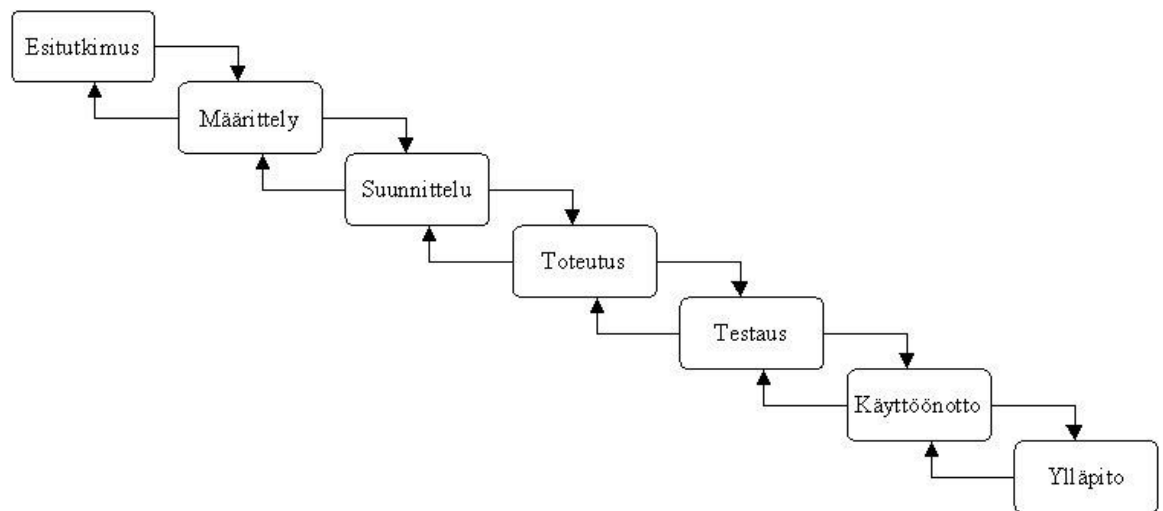 Esitutkimus
Määrittely
Suunnittelu
Toteutus
Testaus
Käyttöönotto
Ylläpito